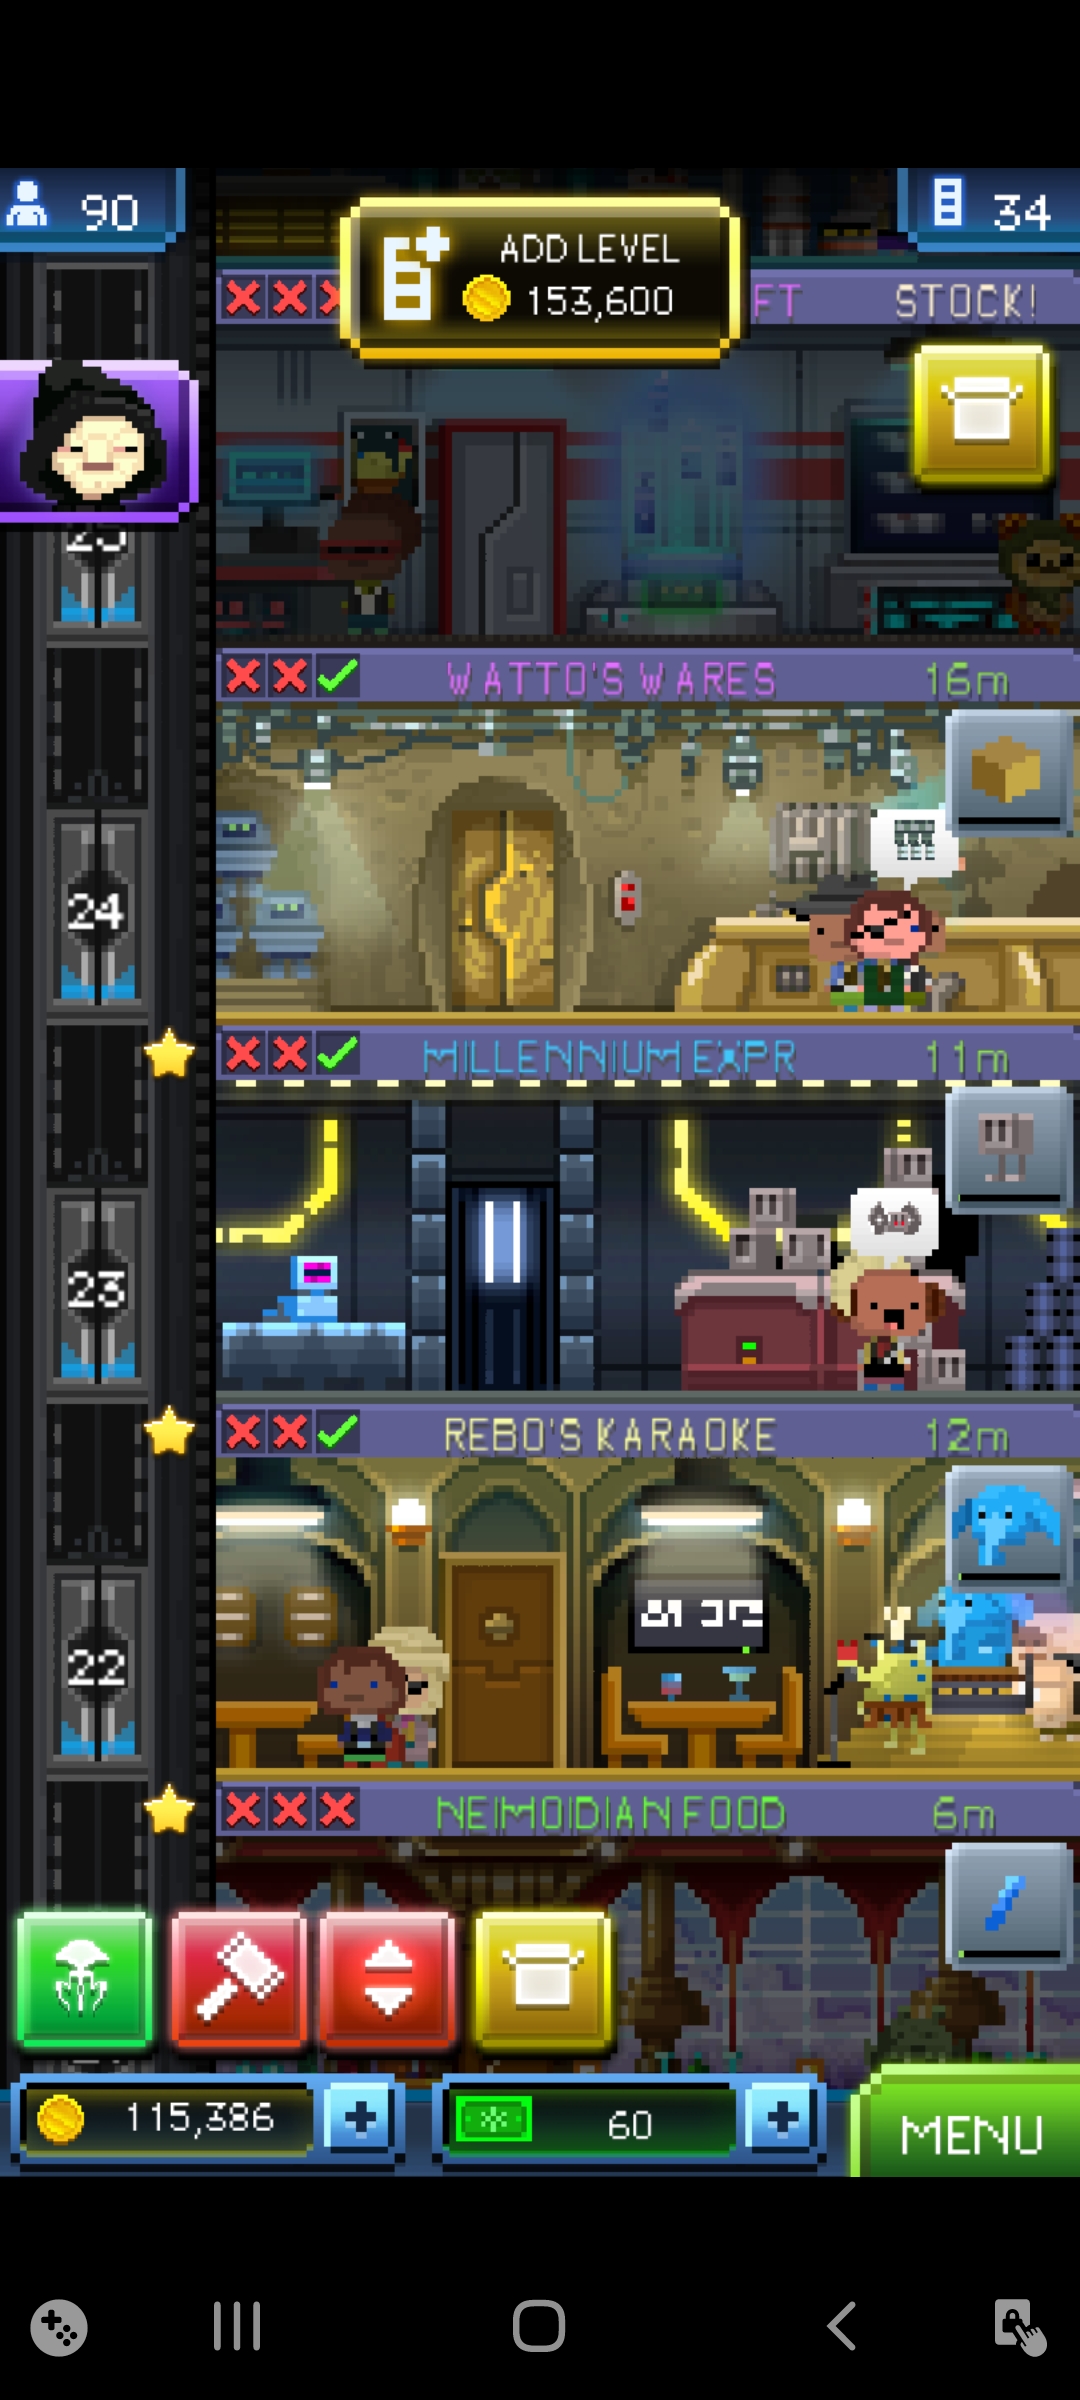 90
ADD LEVEL
153,600
34
FT
STOCK!
WATTO'S WARES
16m
24
MILLENNIUM EXPR
11m
23
REBO'S KARAOKE
12m
22
NEIMOIDIAN FOOD
6m
115,386
60
MENU